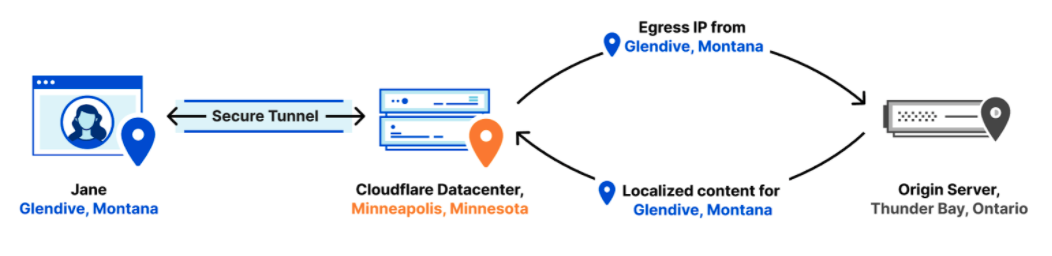 Egress IP from
Glendive, Montana
Secure Tunnel
Jane
Glendive, Montana
Cloudflare Datacenter,
Minneapolis, Minnesota
Localized content for
Glendive, Montana
Origin Server,
Thunder Bay, Ontario